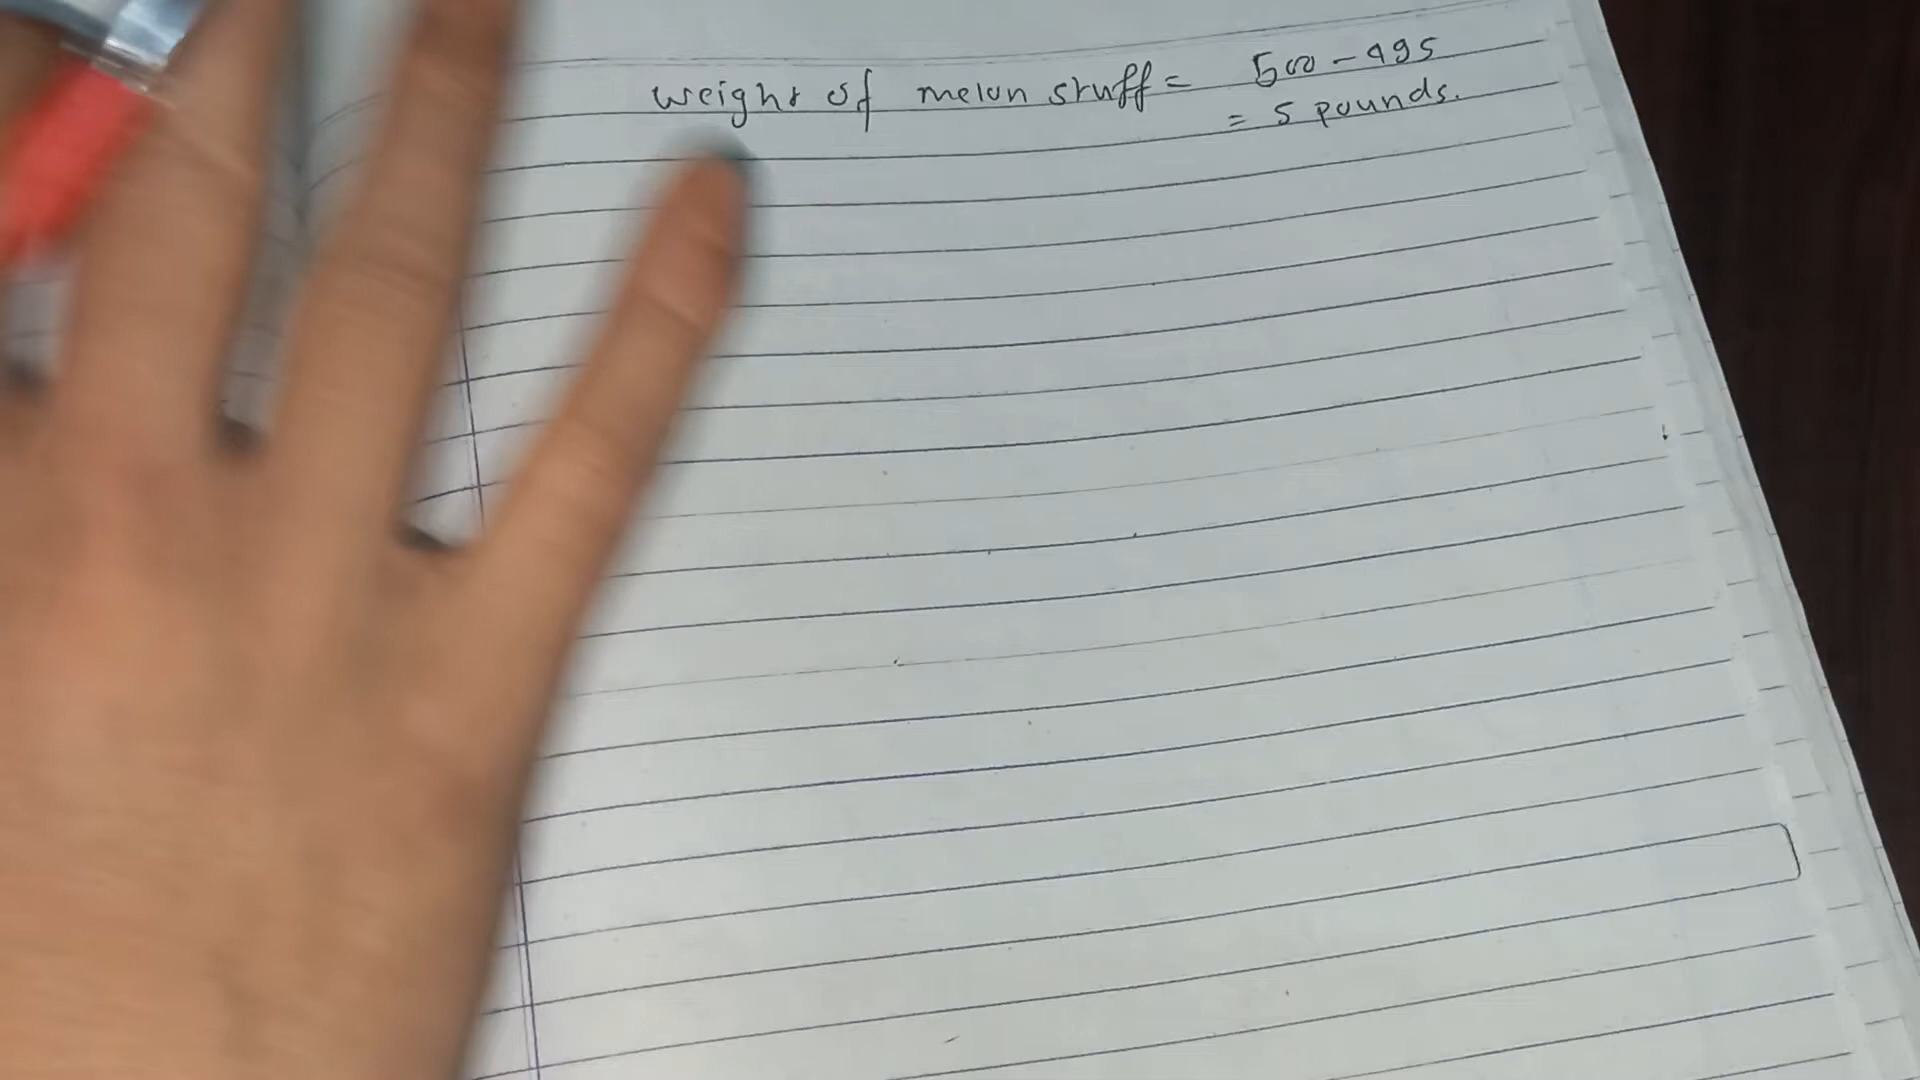 weight of melon stuff = 500 - 495
= 5 pounds.